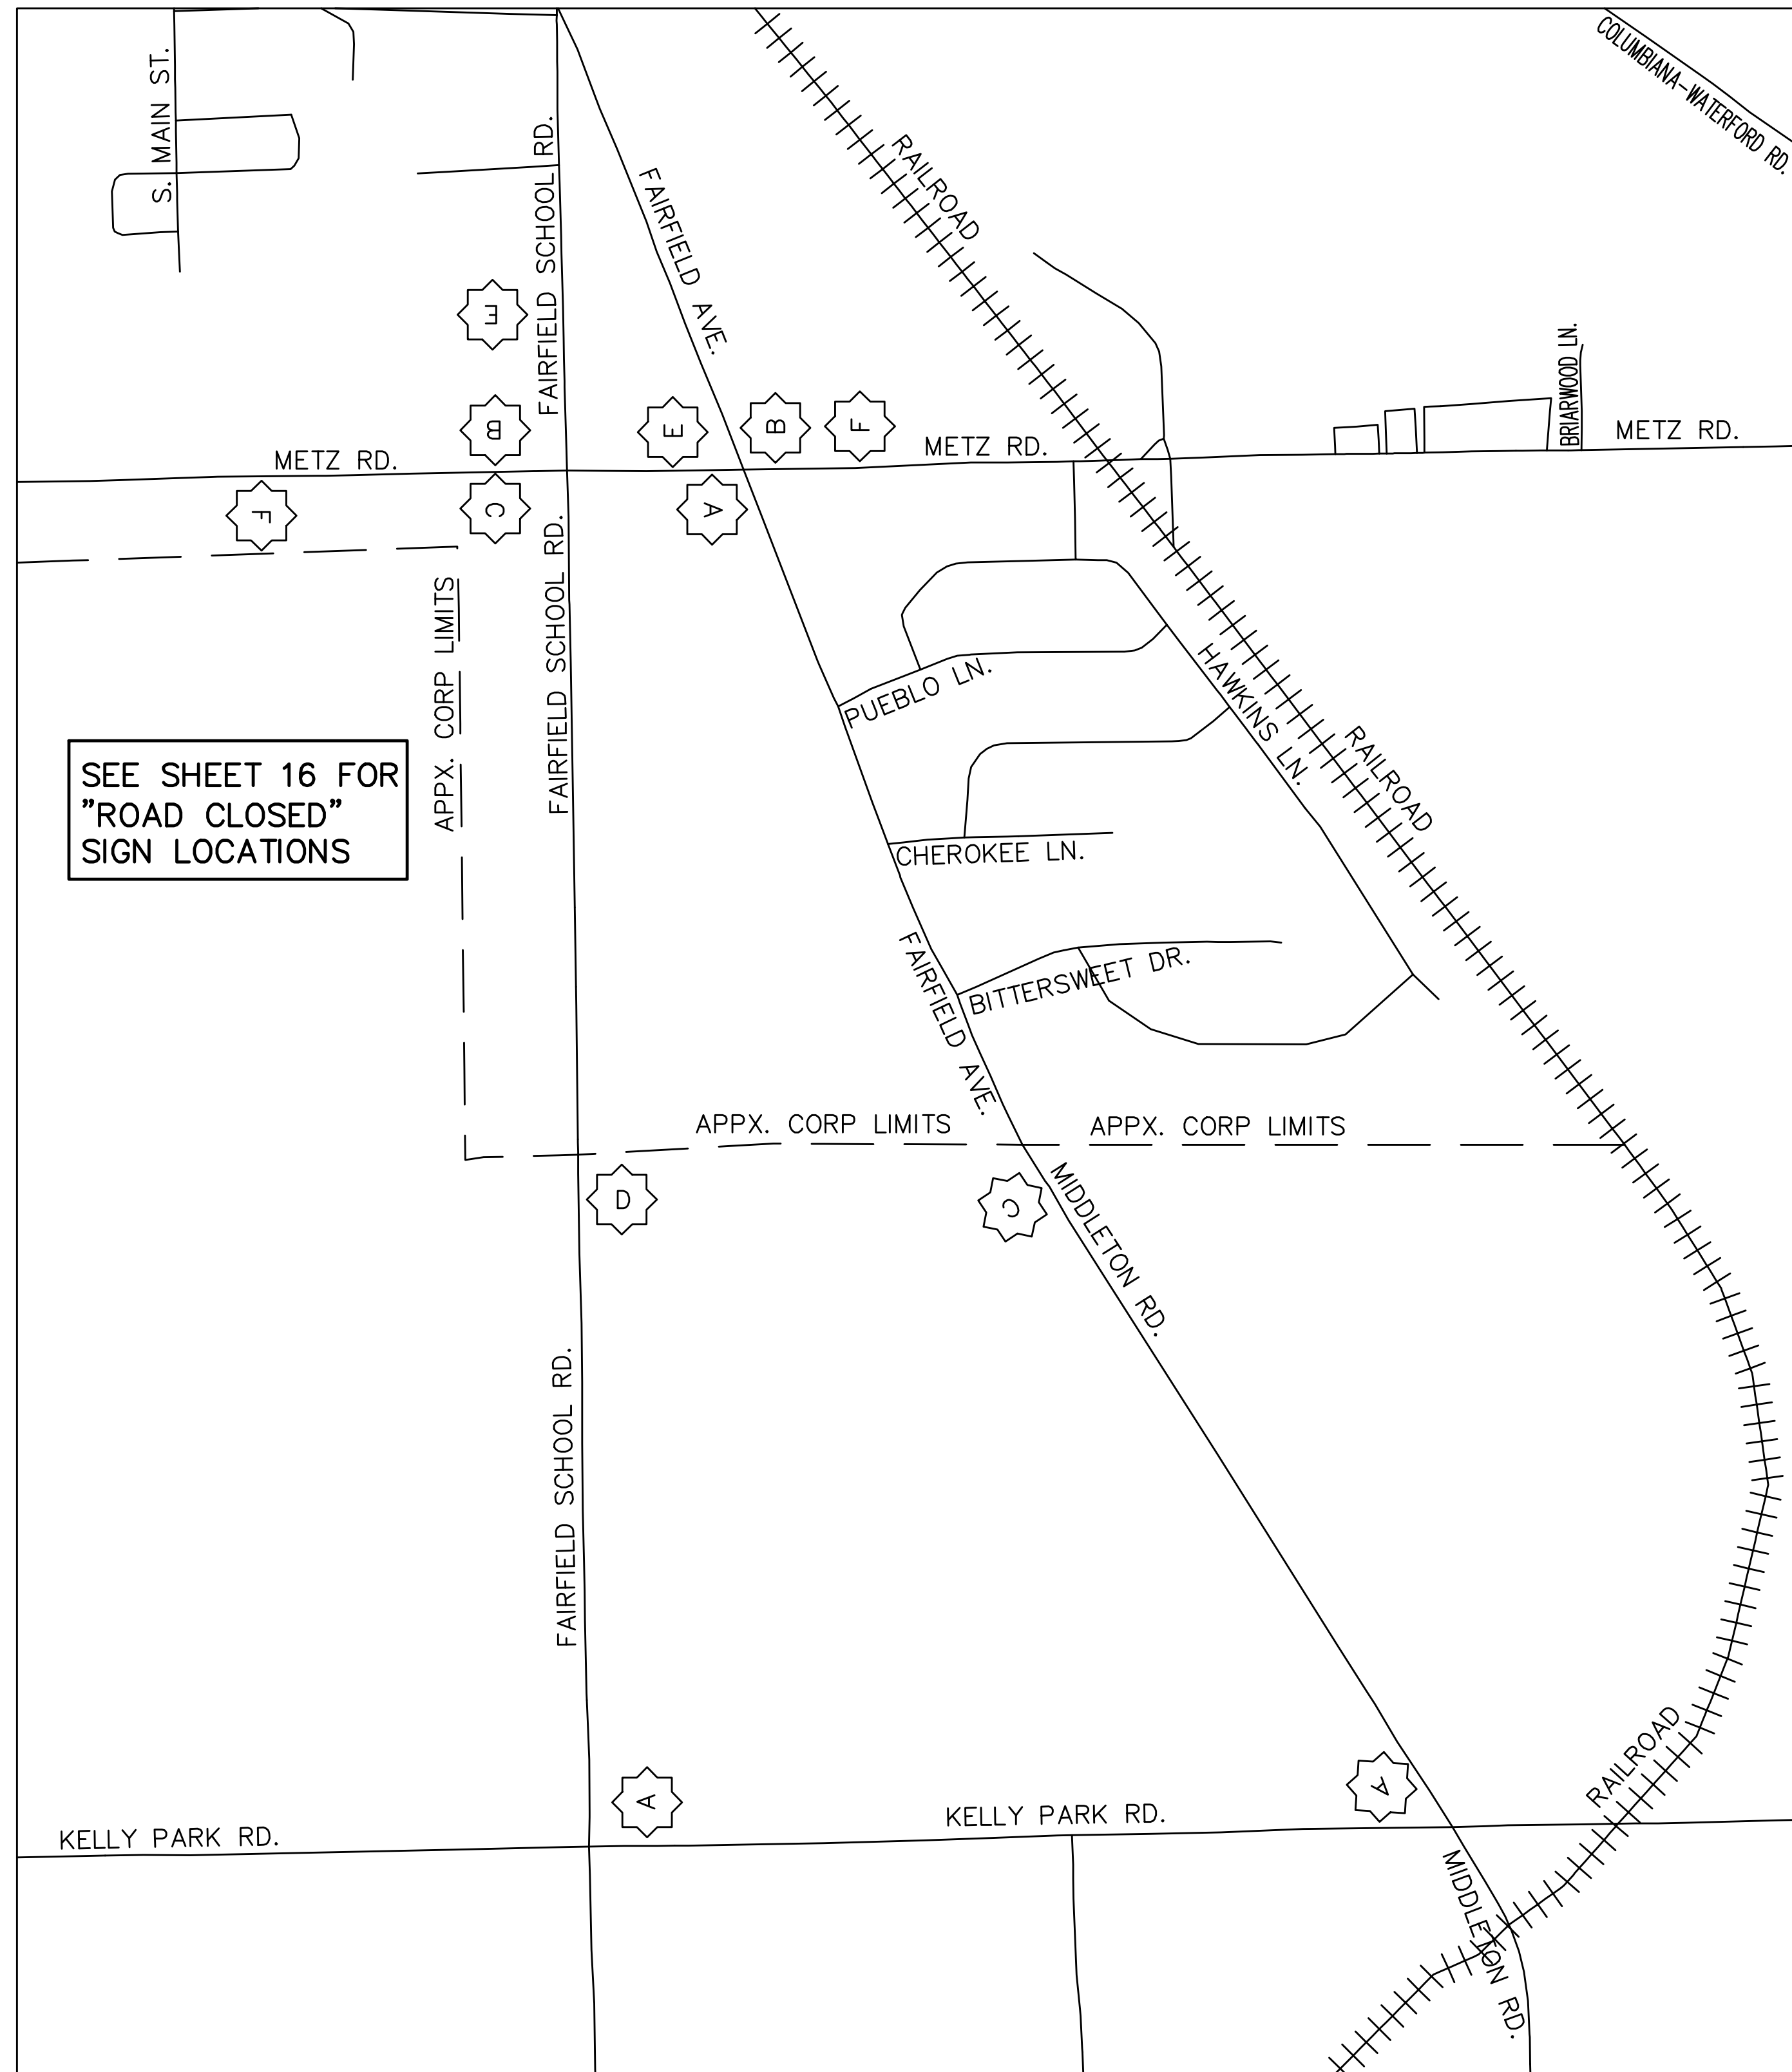 S. MAIN ST.
FAIRFIELD SCHOOL RD.
FAIRFIELD AVE.
RAILROAD
COLUMBIANA-WATERFORD RD.
E
B
E
B
F
METZ RD.
METZ RD.
BRIARWOOD LN.
METZ RD.
F
C
A
APPX. CORP LIMITS
FAIRFIELD SCHOOL RD.
PUEBLO LN.
HAWKINS LN.
RAILROAD
SEE SHEET 16 FOR
"ROAD CLOSED"
SIGN LOCATIONS
CHEROKEE LN.
FAIRFIELD AVE.
BITTERSWEET DR.
APPX. CORP LIMITS
APPX. CORP LIMITS
D
C
MIDDLETON RD.
FAIRFIELD SCHOOL RD.
RAILROAD
A
A
KELLY PARK RD.
KELLY PARK RD.
MIDDLETON RD.